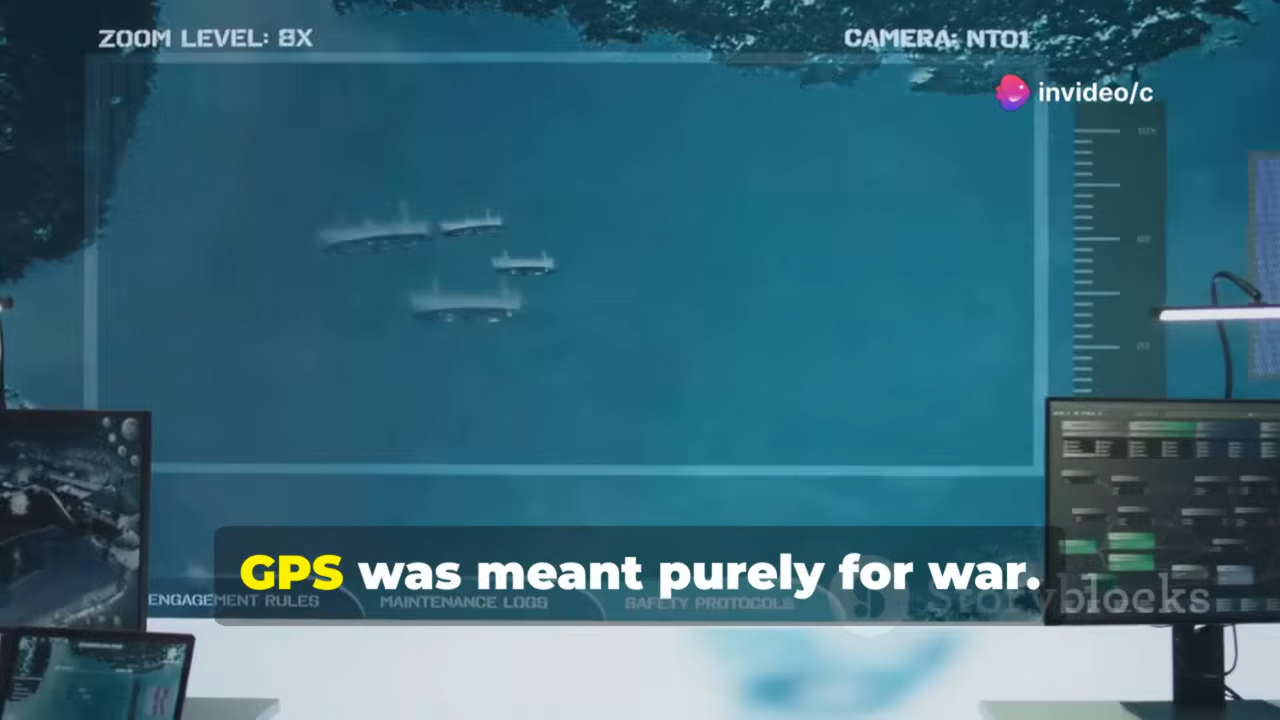 ZOOM LEVEL: 8X
CAMERA: NT01
invideo/c
GPS was meant purely for war.
ENGAGEMENT RULES
MAINTENANCE LOGS
SAFETY PROTOCOLS
Storyblocks